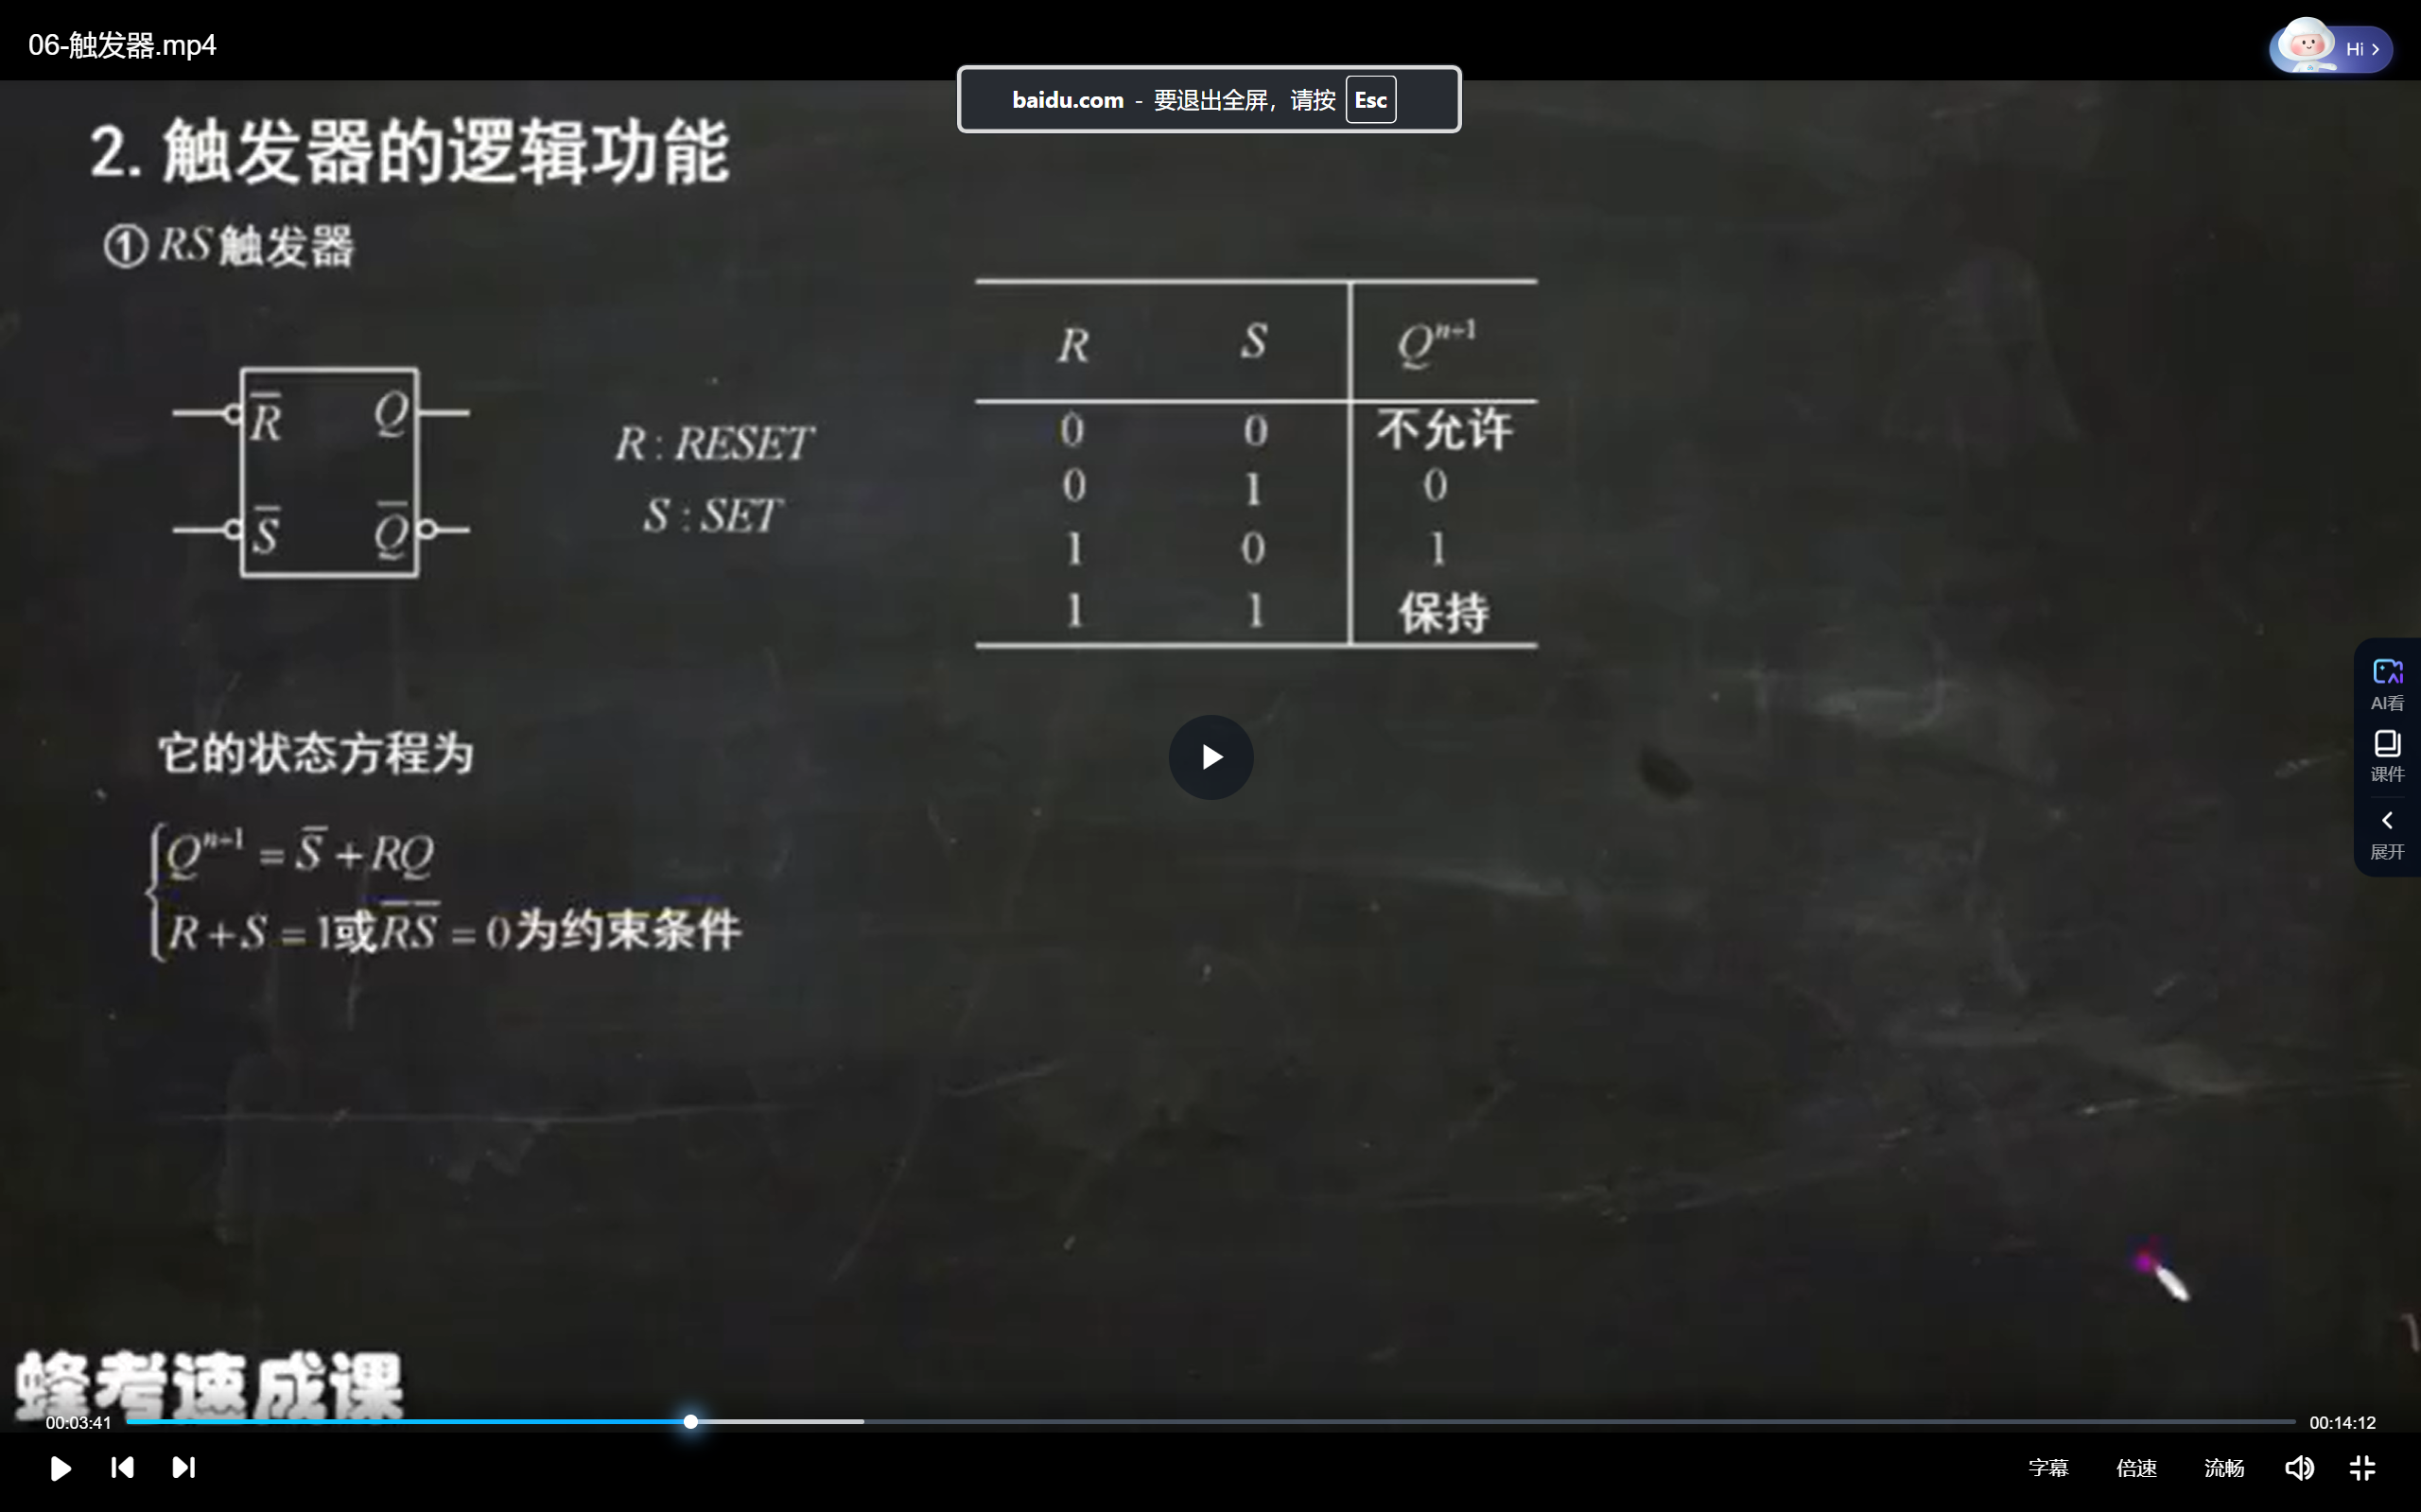 06-触发器.mp4
Hi >
baidu.com - 要退出全屏，请按 Esc
2. 触发器的逻辑功能
① RS 触发器
R S Qⁿ⁺¹
0 0 不允许
0 1 0
1 0 1
1 1 保持
R̅ Q
S̅ Q̅
R : RESET
S : SET
它的状态方程为
Qⁿ⁺¹ = S̅ + RQ
R + S = 1或R̅S̅ = 0为约束条件
AI看
课件
展开
蜂考速成课
00:03:41
00:14:12
字幕 倍速 流畅